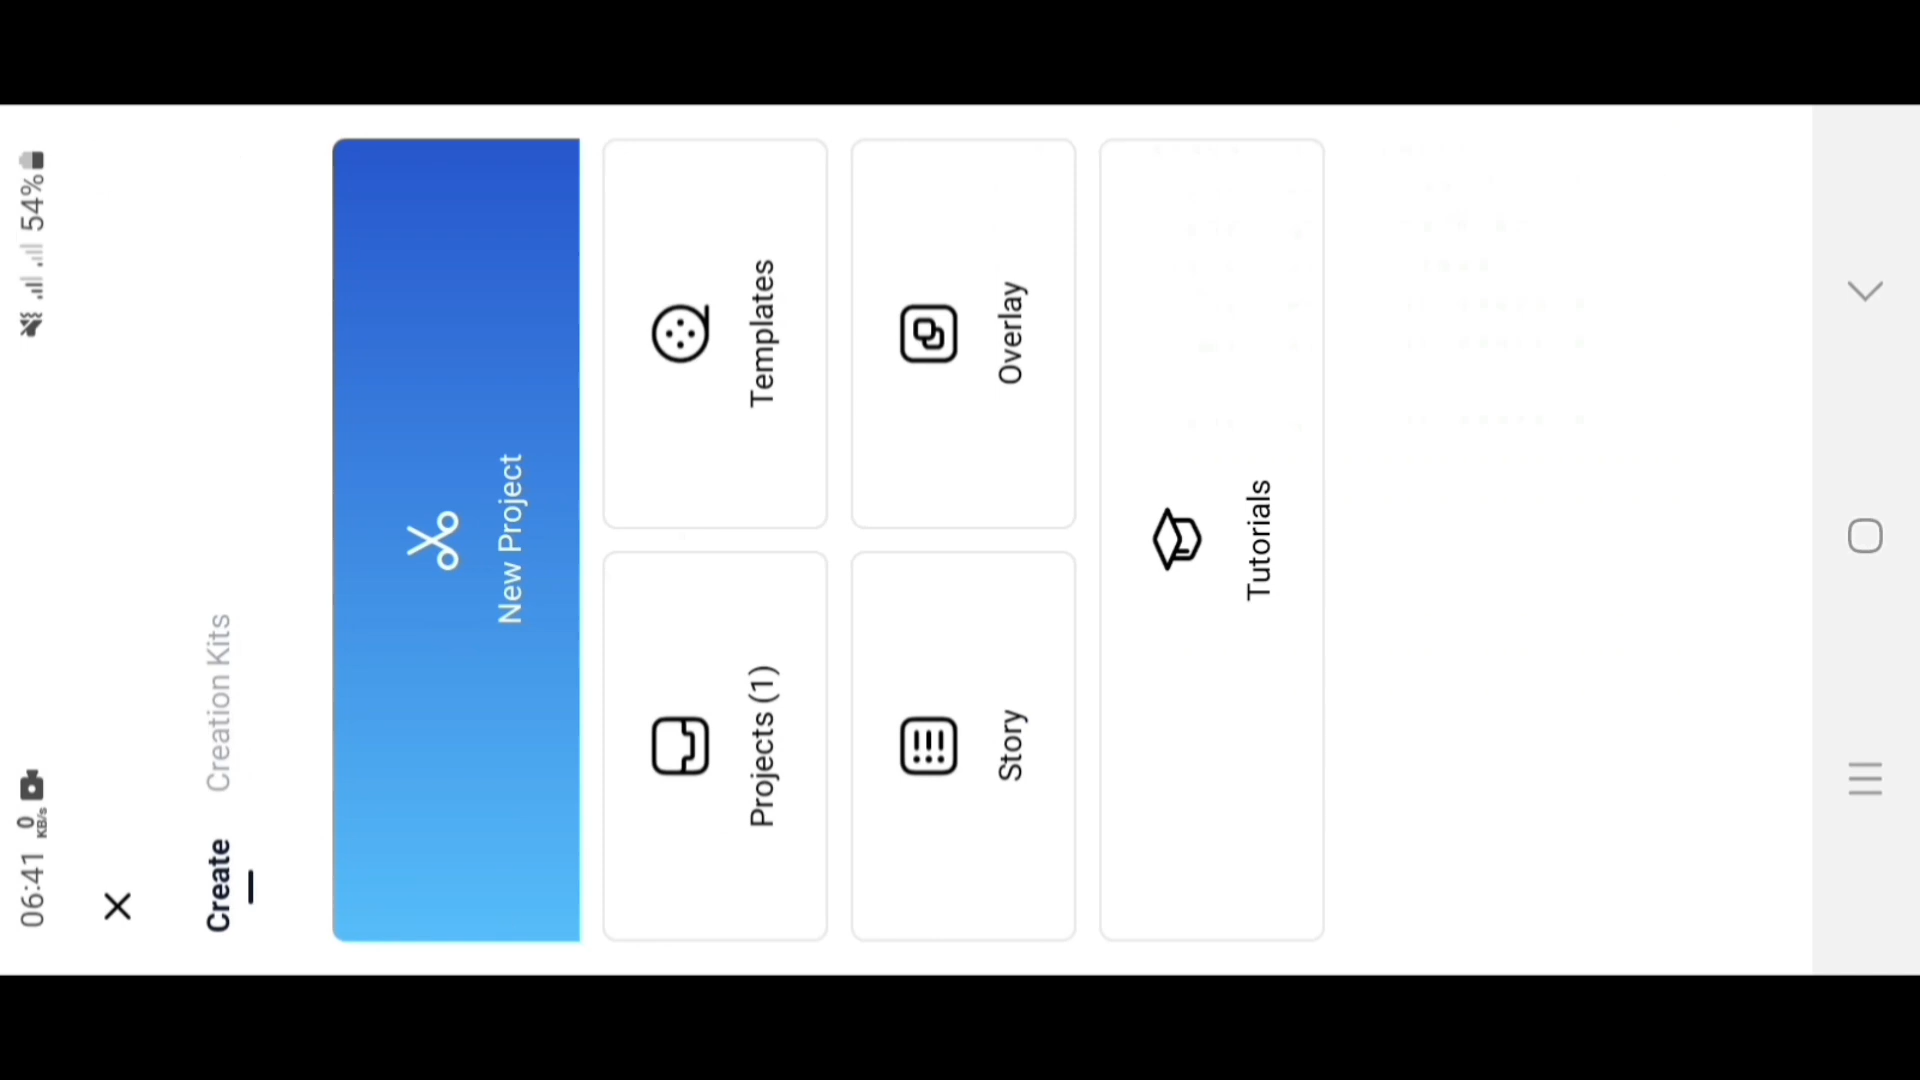 06:41 0 KB/s 54%
Create Creation Kits
New Project
Projects (1) Templates
Story Overlay
Tutorials